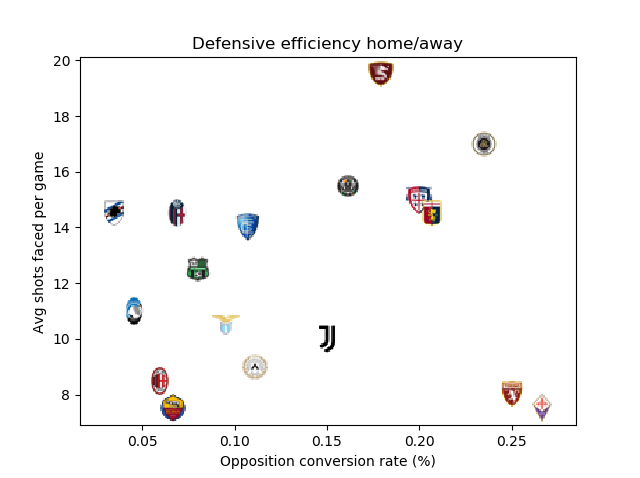 Defensive efficiency home/away
20
18
16
14
12
10
8
Avg shots faced per game
0.05 0.10 0.15 0.20 0.25
Opposition conversion rate (%)